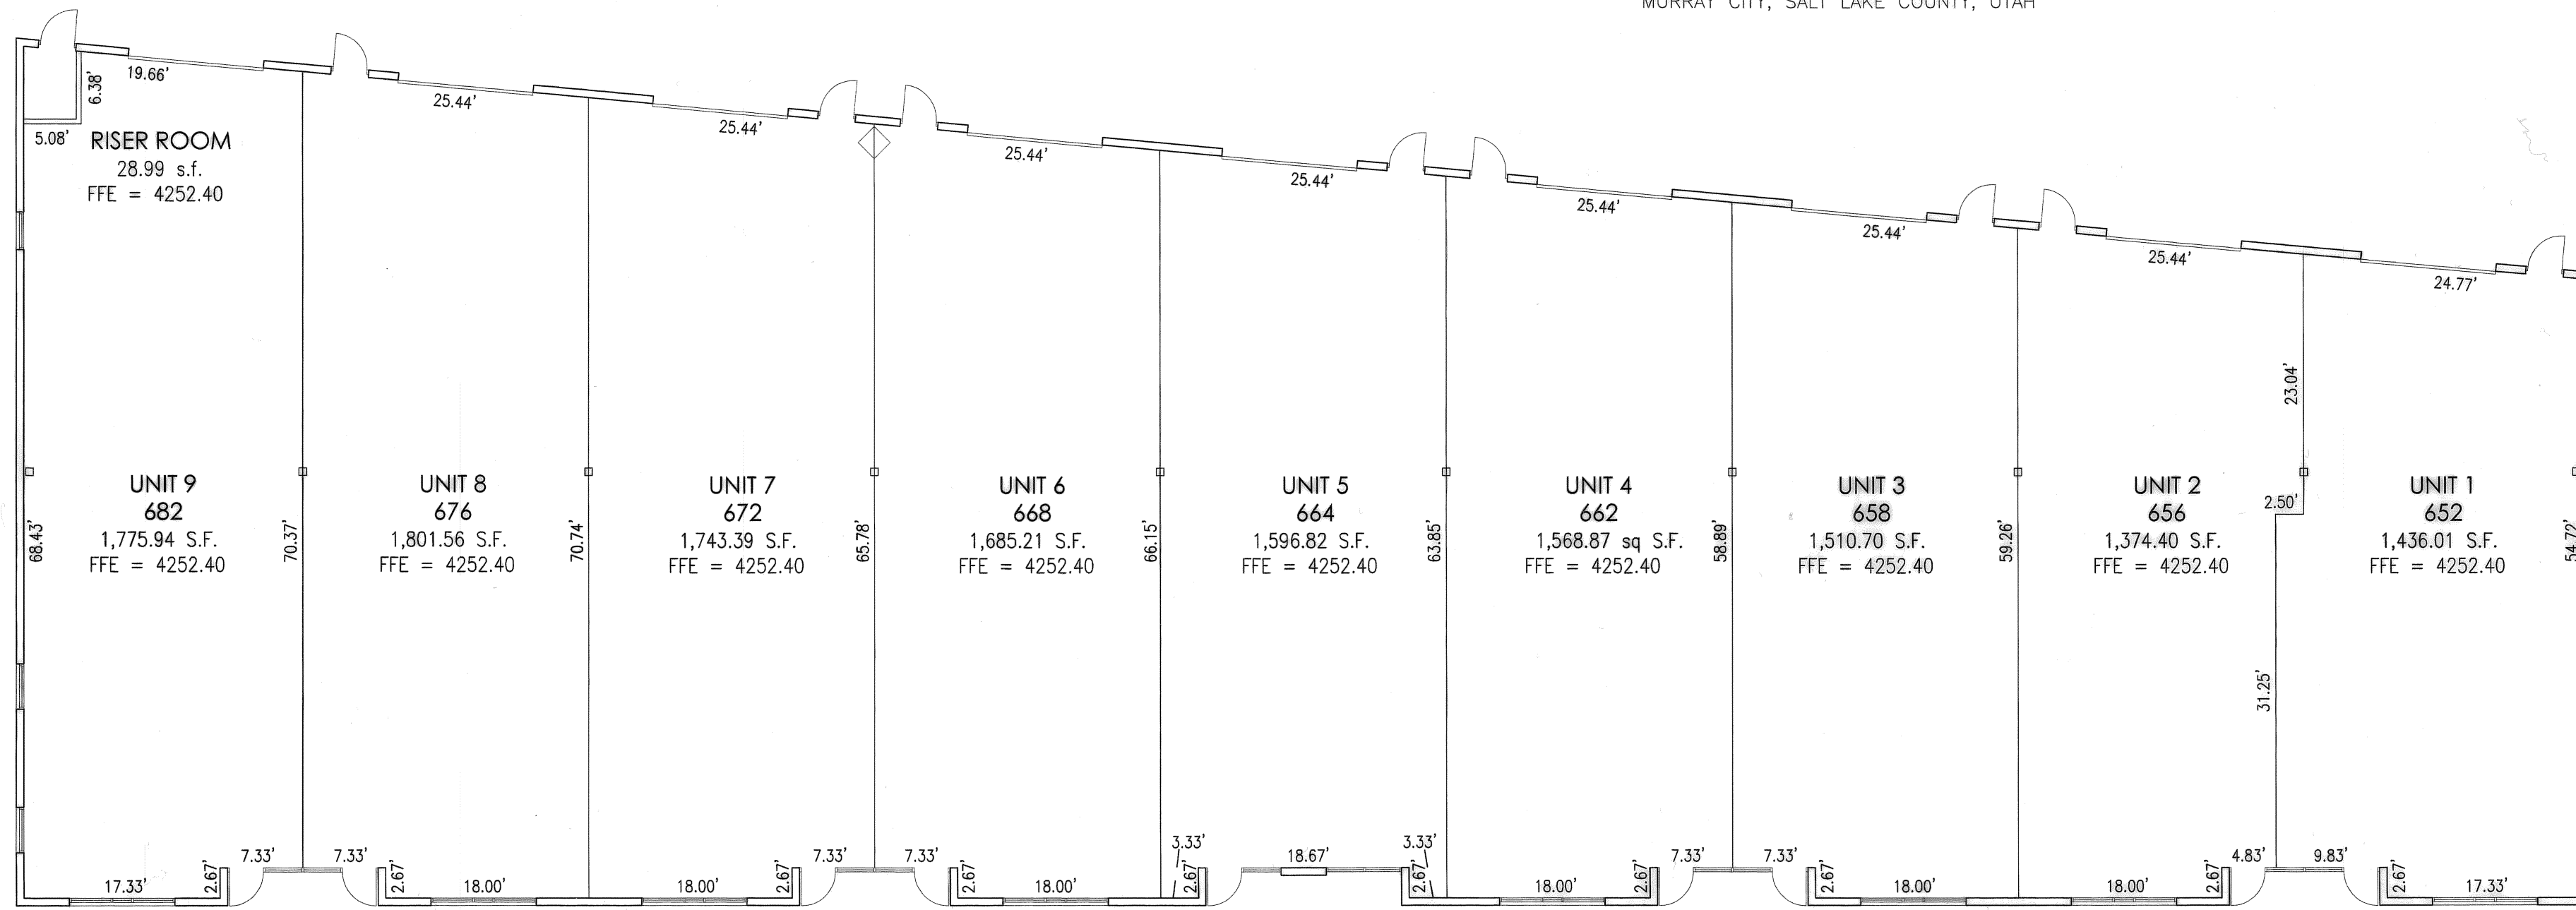 MURRAY CITY, SALT LAKE COUNTY, UTAH
19.66'
6.38'
5.08'
RISER ROOM
28.99 s.f.
FFE = 4252.40
25.44'
25.44'
25.44'
25.44'
25.44'
25.44'
25.44'
24.77'
68.43'
UNIT 9
682
1,775.94 S.F.
FFE = 4252.40
70.37'
UNIT 8
676
1,801.56 S.F.
FFE = 4252.40
70.74'
UNIT 7
672
1,743.39 S.F.
FFE = 4252.40
65.78'
UNIT 6
668
1,685.21 S.F.
FFE = 4252.40
66.15'
UNIT 5
664
1,596.82 S.F.
FFE = 4252.40
63.85'
UNIT 4
662
1,568.87 sq S.F.
FFE = 4252.40
58.89'
UNIT 3
658
1,510.70 S.F.
FFE = 4252.40
59.26'
UNIT 2
656
1,374.40 S.F.
FFE = 4252.40
23.04'
2.50'
31.25'
UNIT 1
652
1,436.01 S.F.
FFE = 4252.40
54.72'
17.33'
2.67'
7.33'
7.33'
2.67'
18.00'
18.00'
2.67'
7.33'
7.33'
2.67'
18.00'
3.33'
2.67'
18.67'
3.33'
2.67'
18.00'
2.67'
7.33'
7.33'
2.67'
18.00'
18.00'
2.67'
4.83'
9.83'
2.67'
17.33'